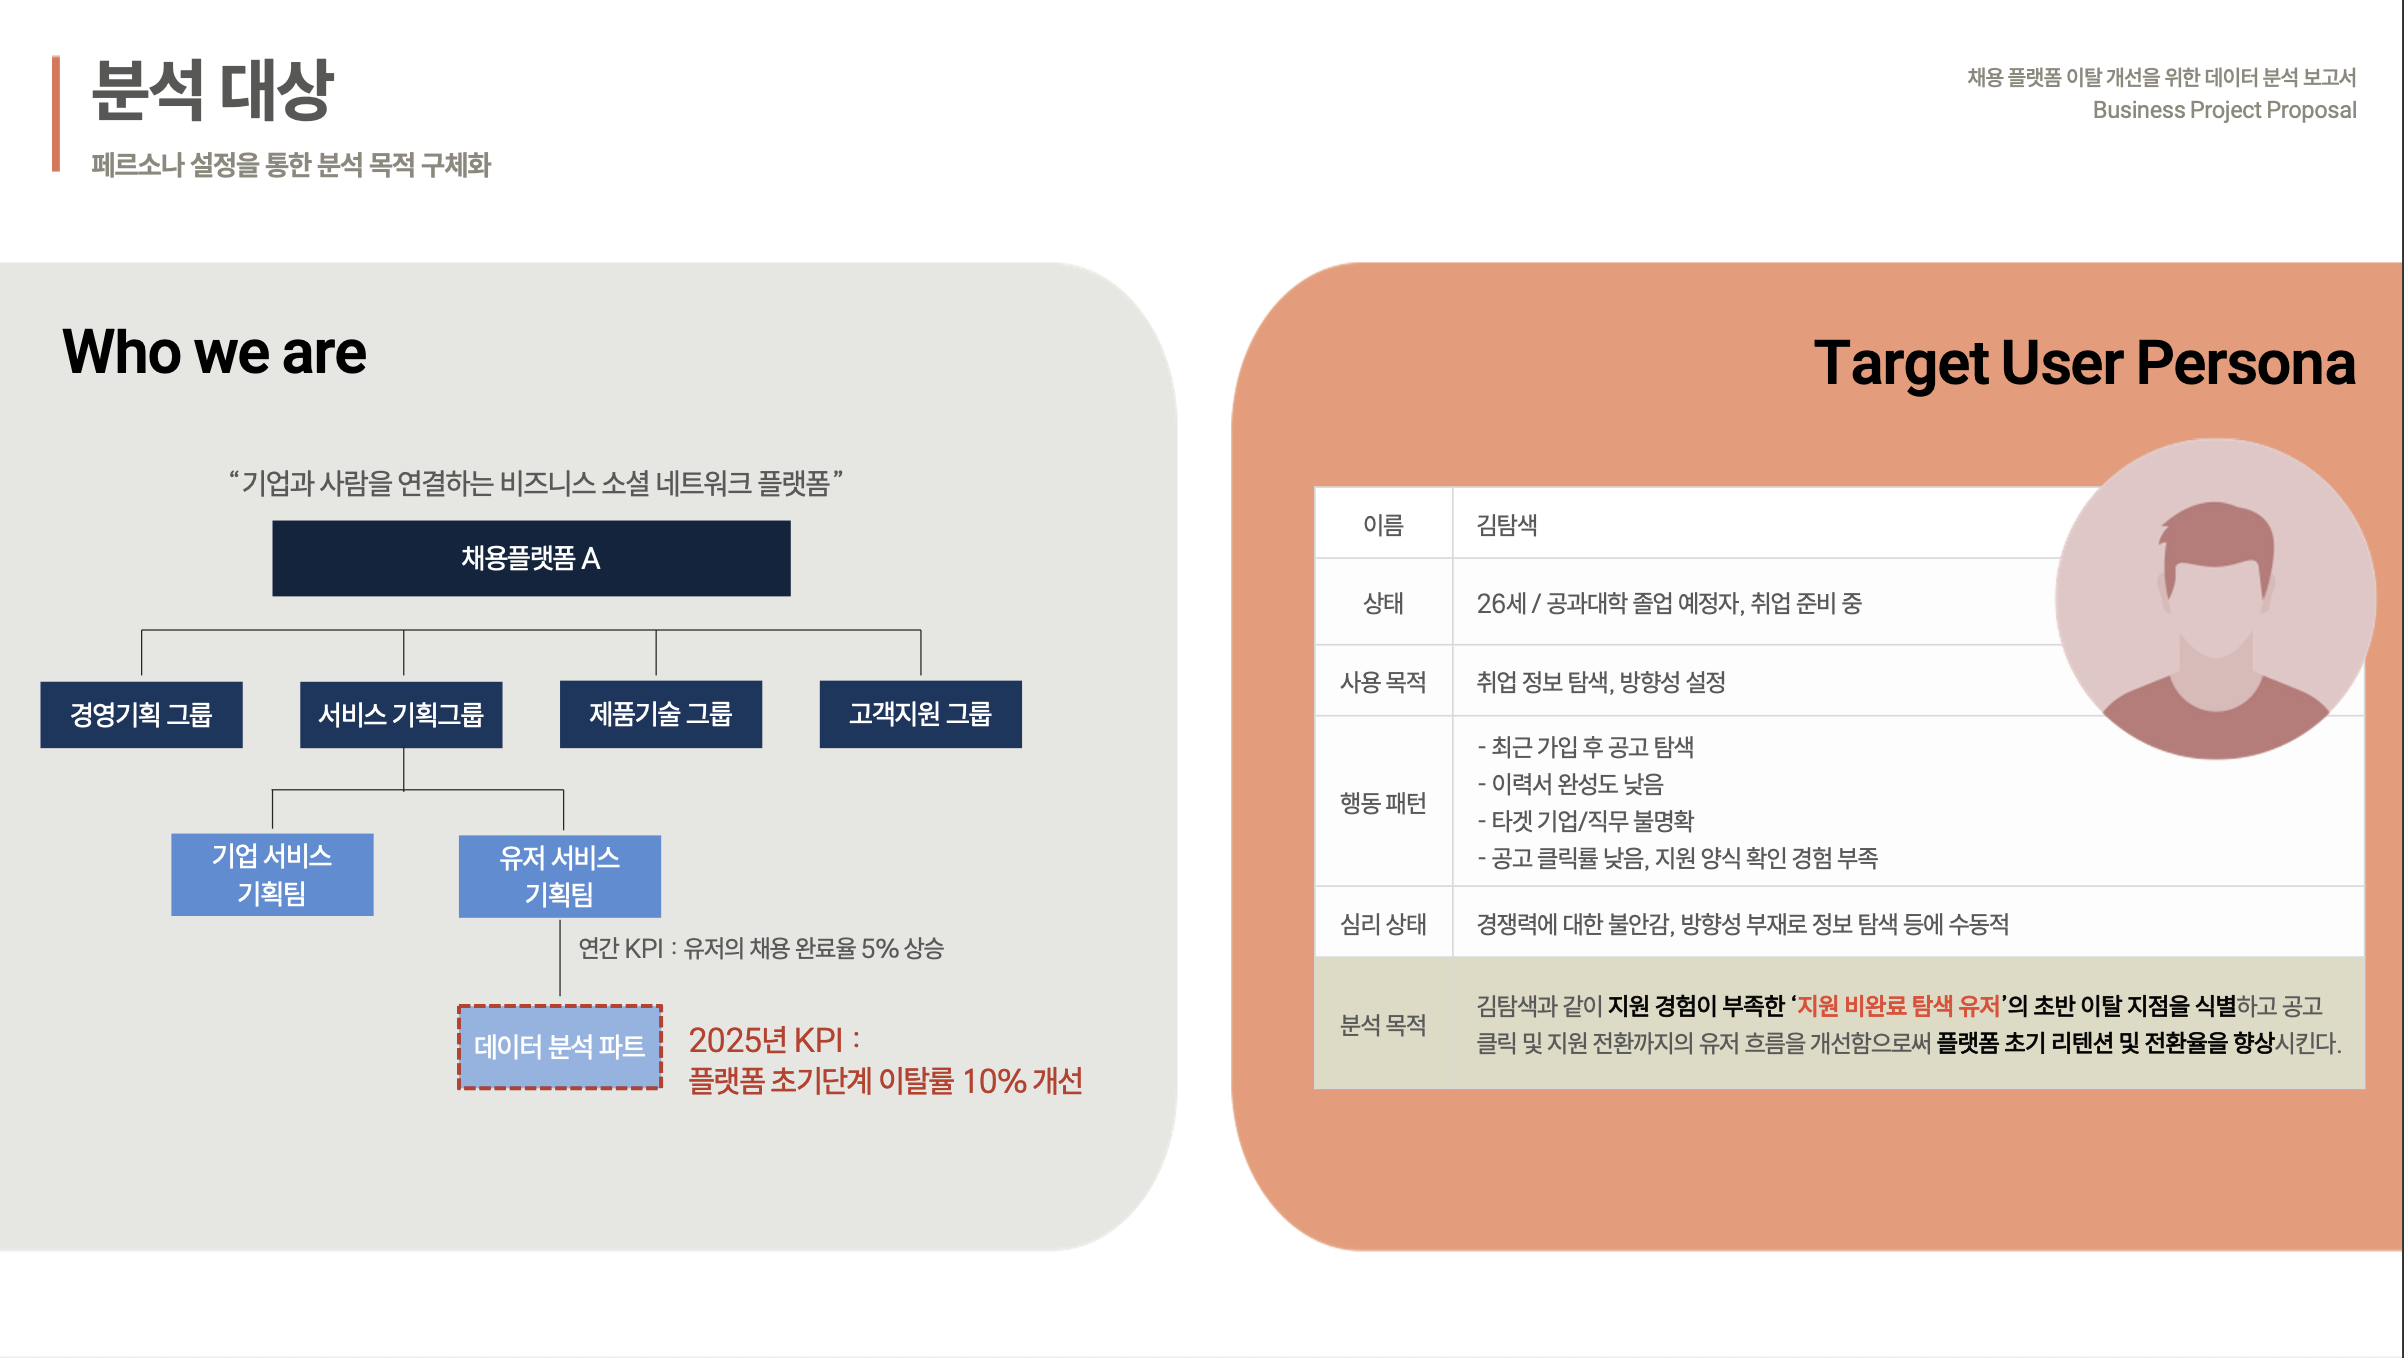 분석 대상
페르소나 설정을 통한 분석 목적 구체화
채용 플랫폼 이탈 개선을 위한 데이터 분석 보고서
Business Project Proposal
Who we are
“기업과 사람을 연결하는 비즈니스 소셜 네트워크 플랫폼”
채용플랫폼 A
경영기획 그룹
서비스 기획그룹
제품기술 그룹
고객지원 그룹
기업 서비스
기획팀
유저 서비스
기획팀
연간 KPI : 유저의 채용 완료율 5% 상승
데이터 분석 파트
2025년 KPI :
플랫폼 초기단계 이탈률 10% 개선
Target User Persona
이름
김탐색
상태
26세 / 공과대학 졸업 예정자, 취업 준비 중
사용 목적
취업 정보 탐색, 방향성 설정
행동 패턴
- 최근 가입 후 공고 탐색
- 이력서 완성도 낮음
- 타겟 기업/직무 불명확
- 공고 클릭률 낮음, 지원 양식 확인 경험 부족
심리 상태
경쟁력에 대한 불안감, 방향성 부재로 정보 탐색 등에 수동적
분석 목적
김탐색과 같이 지원 경험이 부족한 ‘지원 비완료 탐색 유저’의 초반 이탈 지점을 식별하고 공고
클릭 및 지원 전환까지의 유저 흐름을 개선함으로써 플랫폼 초기 리텐션 및 전환율을 향상시킨다.